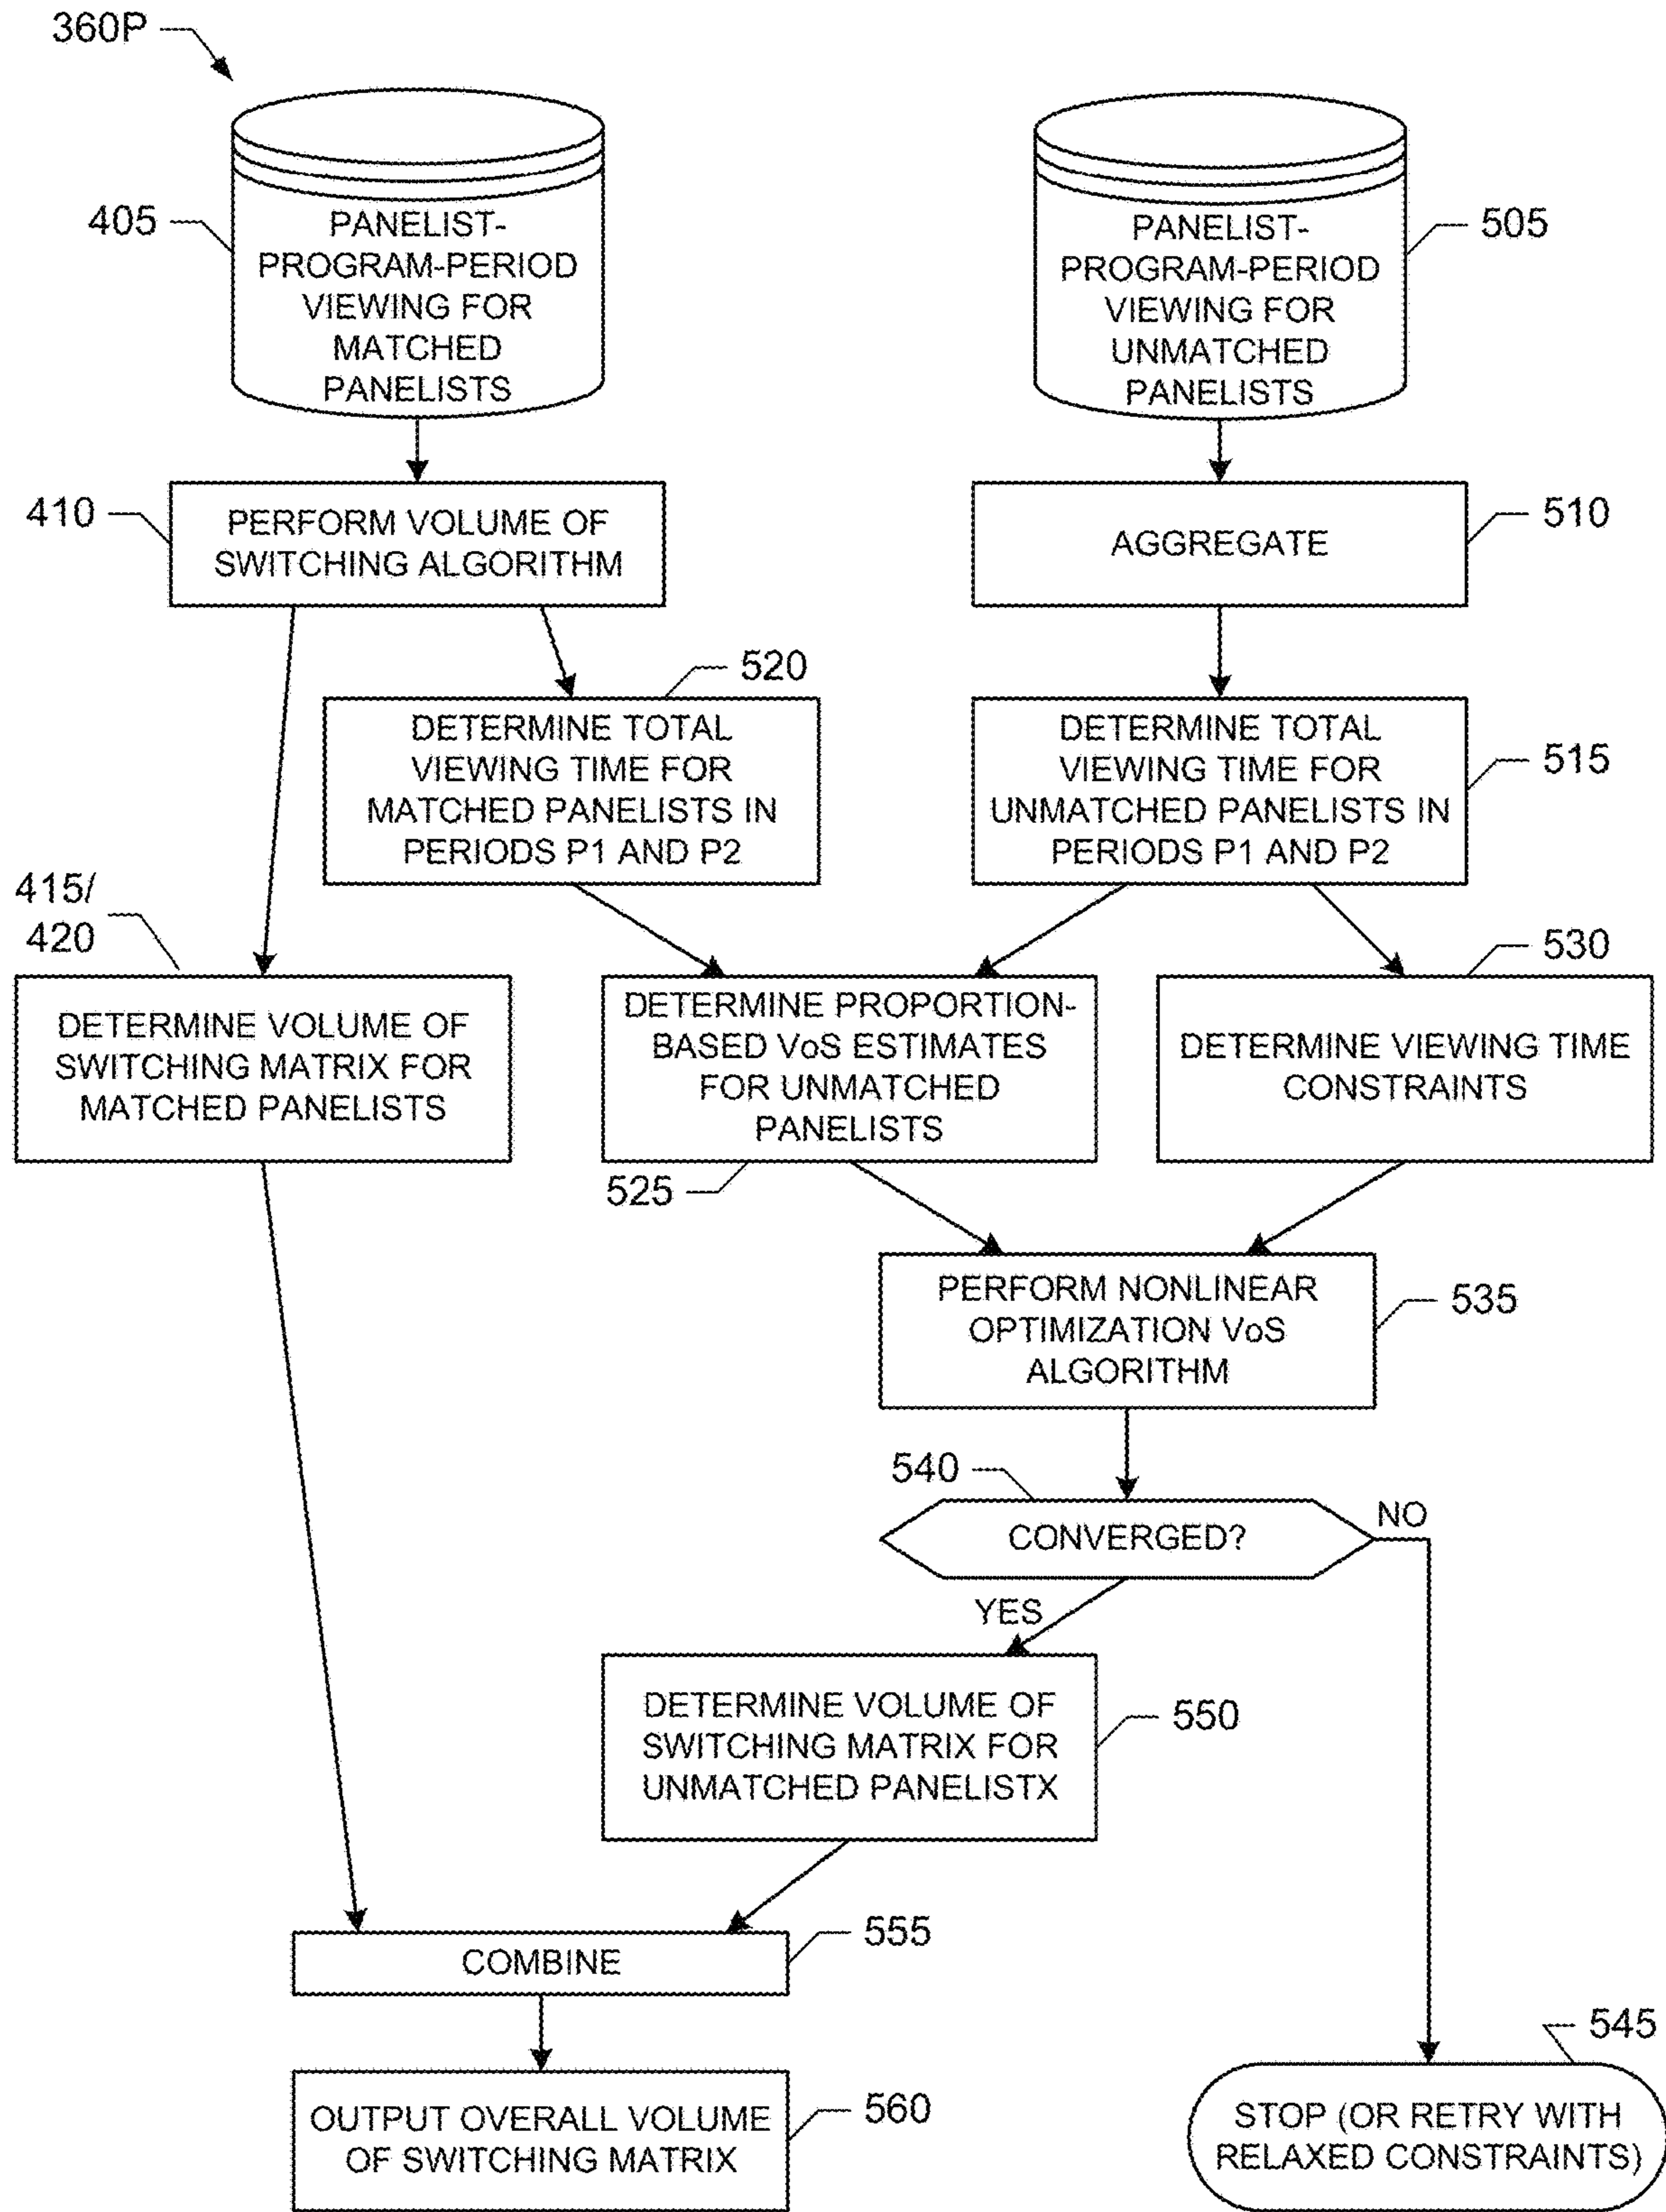 360P
405
PANELIST-
PROGRAM-PERIOD
VIEWING FOR
MATCHED
PANELISTS
505
PANELIST-
PROGRAM-PERIOD
VIEWING FOR
UNMATCHED
PANELISTS
410
PERFORM VOLUME OF
SWITCHING ALGORITHM
510
AGGREGATE
520
DETERMINE TOTAL
VIEWING TIME FOR
MATCHED PANELISTS IN
PERIODS P1 AND P2
515
DETERMINE TOTAL
VIEWING TIME FOR
UNMATCHED PANELISTS IN
PERIODS P1 AND P2
415/
420
DETERMINE VOLUME OF
SWITCHING MATRIX FOR
MATCHED PANELISTS
DETERMINE PROPORTION-
BASED VoS ESTIMATES
FOR UNMATCHED
PANELISTS
525
530
DETERMINE VIEWING TIME
CONSTRAINTS
PERFORM NONLINEAR
OPTIMIZATION VoS
ALGORITHM
535
540
CONVERGED?
NO
YES
DETERMINE VOLUME OF
SWITCHING MATRIX FOR
UNMATCHED PANELISTX
550
COMBINE
555
OUTPUT OVERALL VOLUME
OF SWITCHING MATRIX
560
545
STOP (OR RETRY WITH
RELAXED CONSTRAINTS)